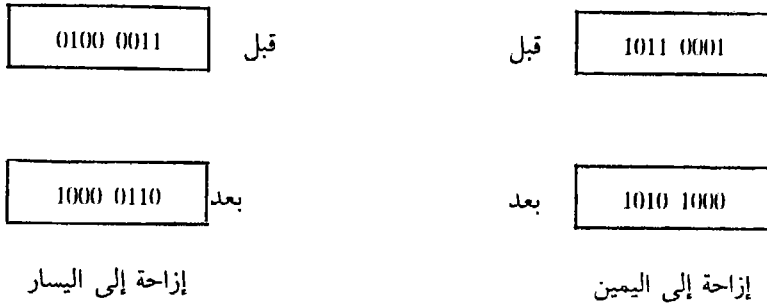 قبل 1011 0001
قبل 0100 0011
بعد 1010 1000
بعد 1000 0110
إزاحة إلى اليمين
إزاحة إلى اليسار